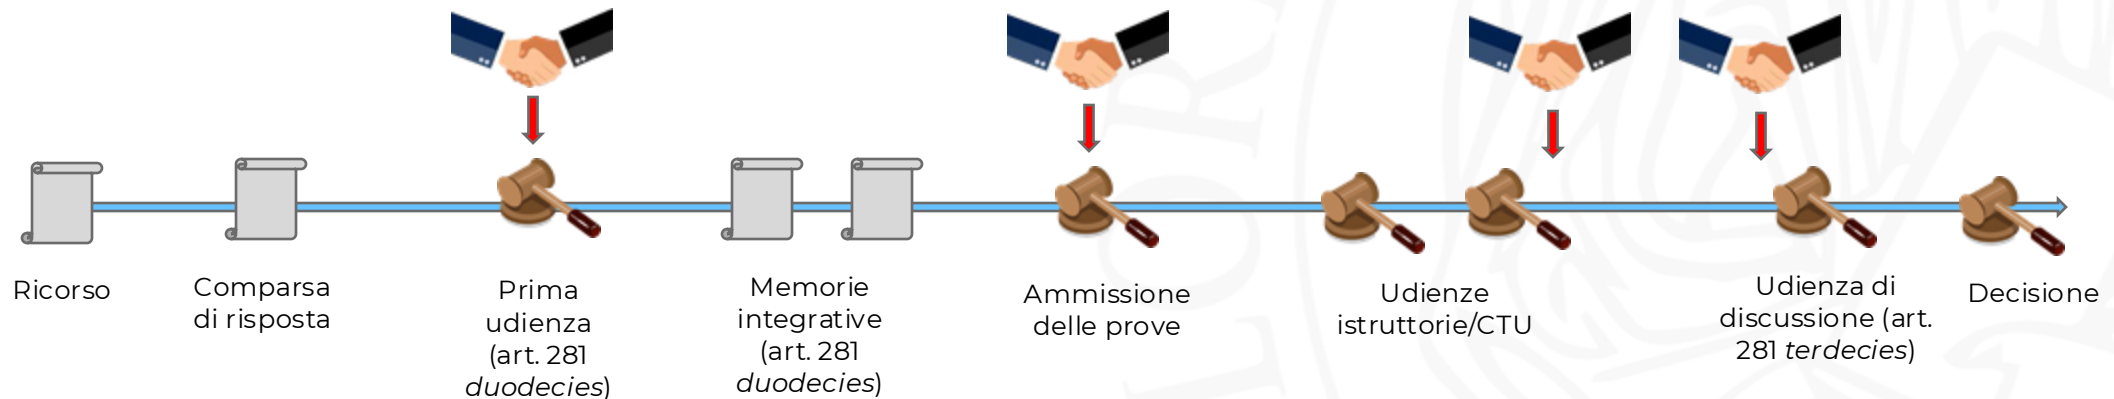 Ricorso
Comparsa
di risposta
Prima
udienza
(art. 281
duodecies)
Memorie
integrative
(art. 281
duodecies)
Ammissione
delle prove
Udienze
istruttorie/CTU
Udienza di
discussione (art.
281 terdecies)
Decisione